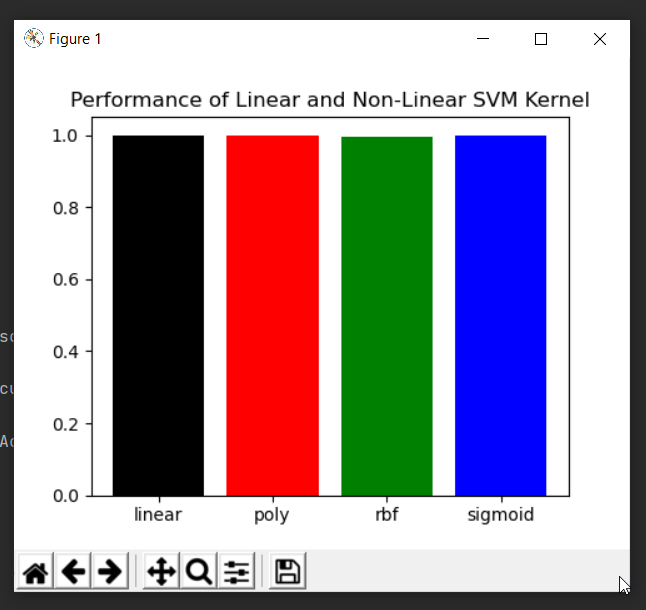 Figure 1
Performance of Linear and Non-Linear SVM Kernel
1.0
0.8
0.6
0.4
0.2
0.0
linear poly rbf sigmoid